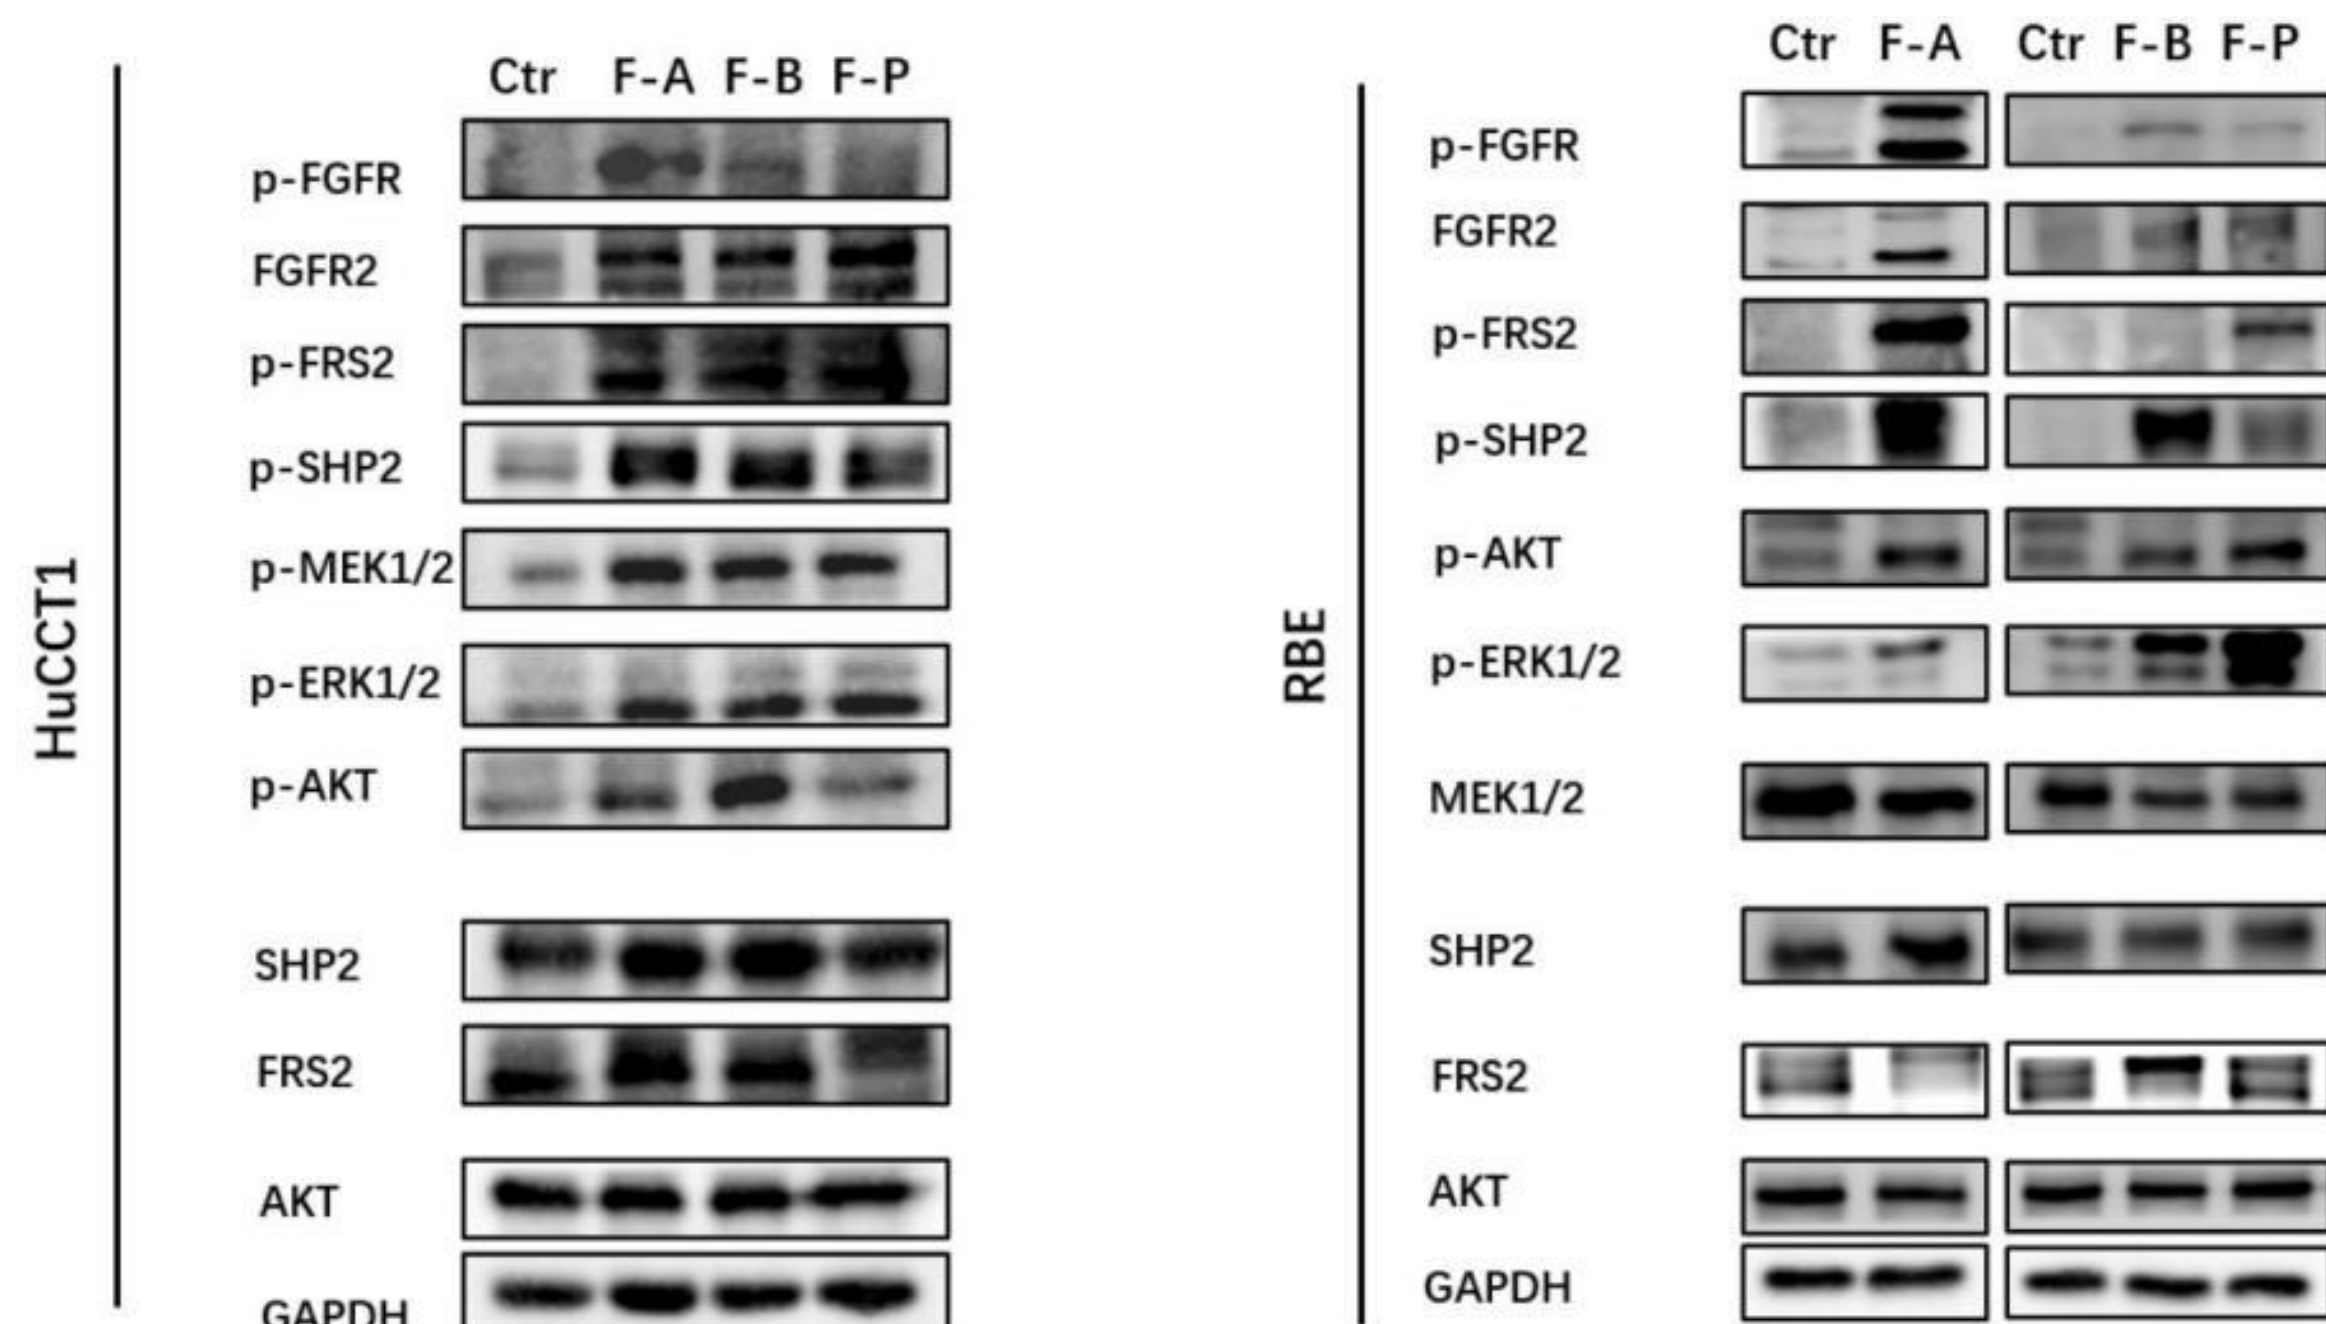 HuCCT1
Ctr F-A F-B F-P
p-FGFR
FGFR2
p-FRS2
p-SHP2
p-MEK1/2
p-ERK1/2
p-AKT
SHP2
FRS2
AKT
GAPDH
RBE
Ctr F-A Ctr F-B F-P
p-FGFR
FGFR2
p-FRS2
p-SHP2
p-AKT
p-ERK1/2
MEK1/2
SHP2
FRS2
AKT
GAPDH